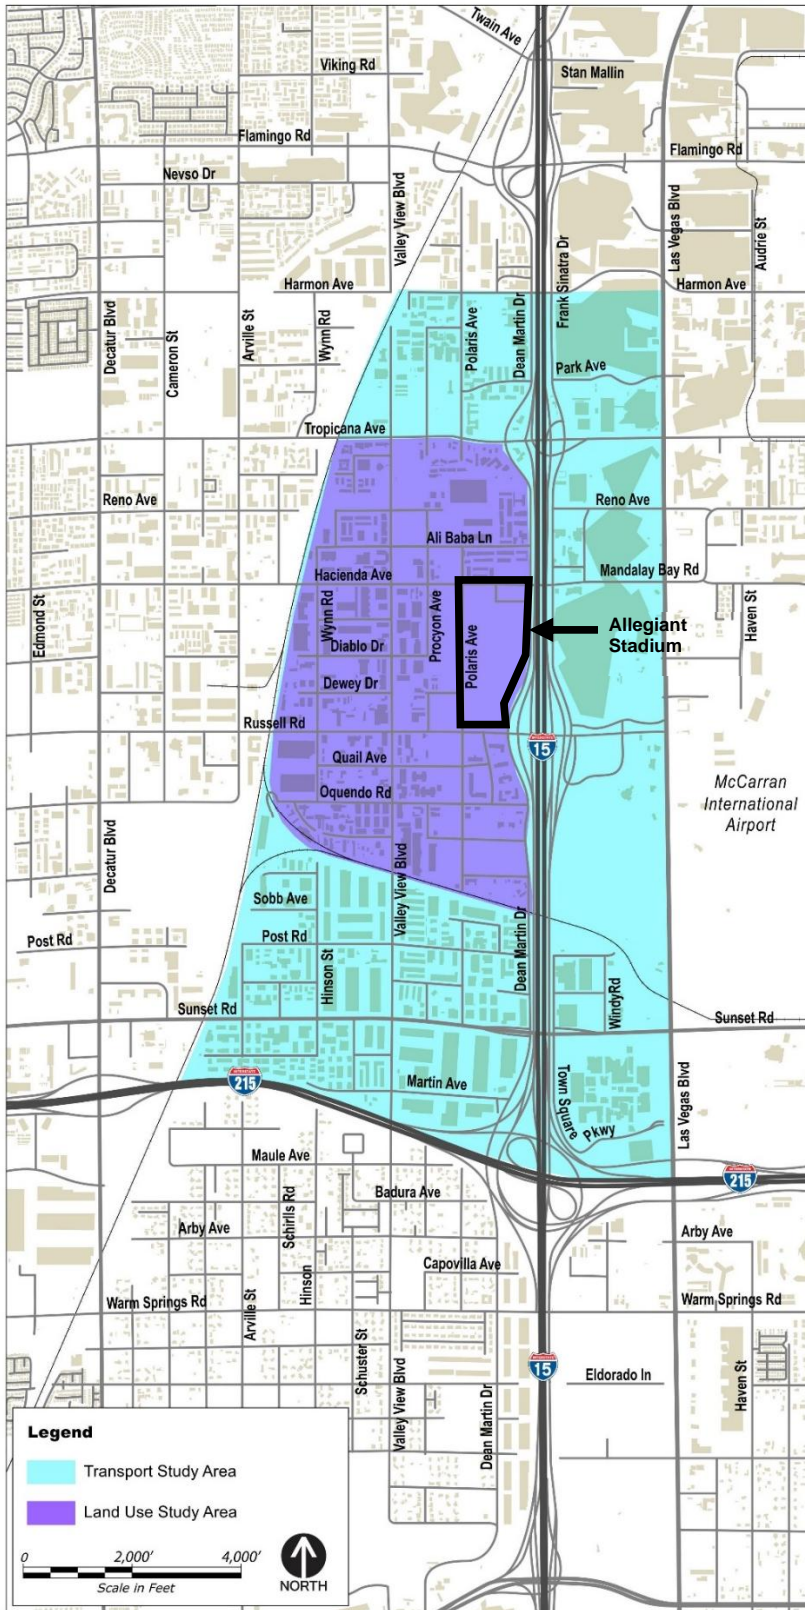 Twain Ave
Viking Rd
Stan Mallin
Flamingo Rd
Flamingo Rd
Nevso Dr
Valley View Blvd
Las Vegas Blvd
Audrie St
Frank Sinatra Dr
Harmon Ave
Harmon Ave
Decatur Blvd
Cameron St
Arville St
Wynn Rd
Polaris Ave
Dean Martin Dr
Park Ave
Tropicana Ave
Reno Ave
Reno Ave
Ali Baba Ln
Mandalay Bay Rd
Hacienda Ave
Edmond St
Wynn Rd
Procyon Ave
Polaris Ave
Haven St
Allegiant
Stadium
Diablo Dr
Dewey Dr
Russell Rd
INTERSTATE
15
Quail Ave
Oquendo Rd
McCarran
International
Airport
Decatur Blvd
Valley View Blvd
Sobb Ave
Post Rd
Post Rd
Hinson St
Dean Martin Dr
Windy Rd
Sunset Rd
Sunset Rd
INTERSTATE
215
Martin Ave
Town Square
Pkwy
Las Vegas Blvd
Maule Ave
INTERSTATE
215
Badura Ave
Schirlls Rd
Arby Ave
Arby Ave
Capovilla Ave
Hinson
Arville St
Warm Springs Rd
Warm Springs Rd
Schuster St
Valley View Blvd
Dean Martin Dr
INTERSTATE
15
Eldorado ln
Haven St
Legend
Transport Study Area
Land Use Study Area
0 2,000’ 4,000’
Scale in Feet
NORTH